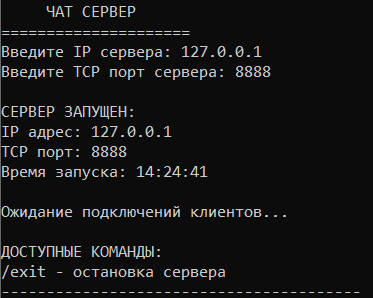 ЧАТ СЕРВЕР
=====================
Введите IP сервера: 127.0.0.1
Введите TCP порт сервера: 8888
СЕРВЕР ЗАПУЩЕН:
IP адрес: 127.0.0.1
TCP порт: 8888
Время запуска: 14:24:41
Ожидание подключений клиентов...
ДОСТУПНЫЕ КОМАНДЫ:
/exit - остановка сервера
----------------------------------------